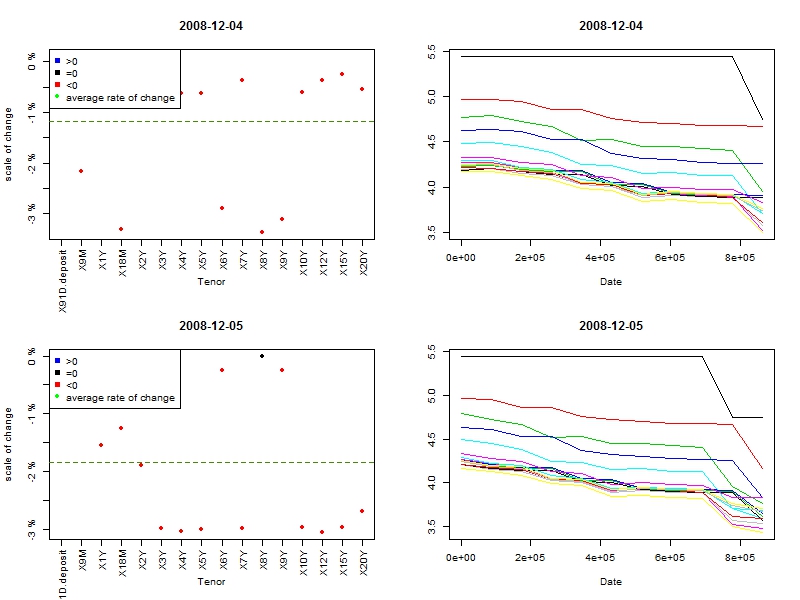 2008-12-04
scale of change
0 %
-1 %
-2 %
-3 %
>0
=0
<0
average rate of change
X91D.deposit
X9M
X1Y
X18M
X2Y
X3Y
X4Y
X5Y
X6Y
X7Y
X8Y
X9Y
X10Y
X12Y
X15Y
X20Y
Tenor
2008-12-04
5.5
5.0
4.5
4.0
3.5
0e+00 2e+05 4e+05 6e+05 8e+05
Date
2008-12-05
scale of change
0 %
-1 %
-2 %
-3 %
>0
=0
<0
average rate of change
1D.deposit
X9M
X1Y
X18M
X2Y
X3Y
X4Y
X5Y
X6Y
X7Y
X8Y
X9Y
X10Y
X12Y
X15Y
X20Y
Tenor
2008-12-05
5.5
5.0
4.5
4.0
3.5
0e+00 2e+05 4e+05 6e+05 8e+05
Date